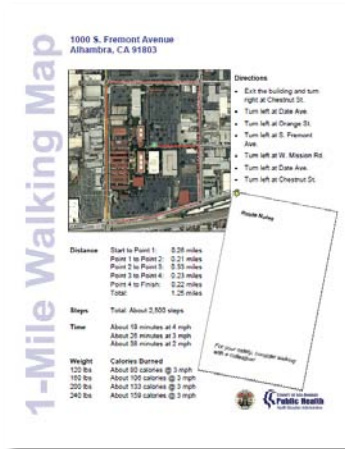 1-Mile Walking Map
1000 S. Fremont Avenue
Alhambra, CA 91803
Directions
• Exit the building and turn
right at Chestnut St.
• Turn left at Date Ave.
• Turn left at Orange St.
• Turn left at S. Fremont
Ave.
• Turn left at W. Mission Rd.
• Turn left at Date Ave.
• Turn left at Chestnut St.
Route Rules
For your safety, consider walking
with a colleague!
Distance
Start to Point 1: 0.26 miles
Point 1 to Point 2: 0.21 miles
Point 2 to Point 3: 0.33 miles
Point 3 to Point 4: 0.23 miles
Point 4 to Finish: 0.22 miles
Total: 1.25 miles
Steps Total: About 2,500 steps
Time About 19 minutes at 4 mph
About 25 minutes at 3 mph
About 38 minutes at 2 mph
Weight Calories Burned
120 lbs About 80 calories @ 3 mph
160 lbs About 106 calories @ 3 mph
200 lbs About 133 calories @ 3 mph
240 lbs About 159 calories @ 3 mph
Public Health